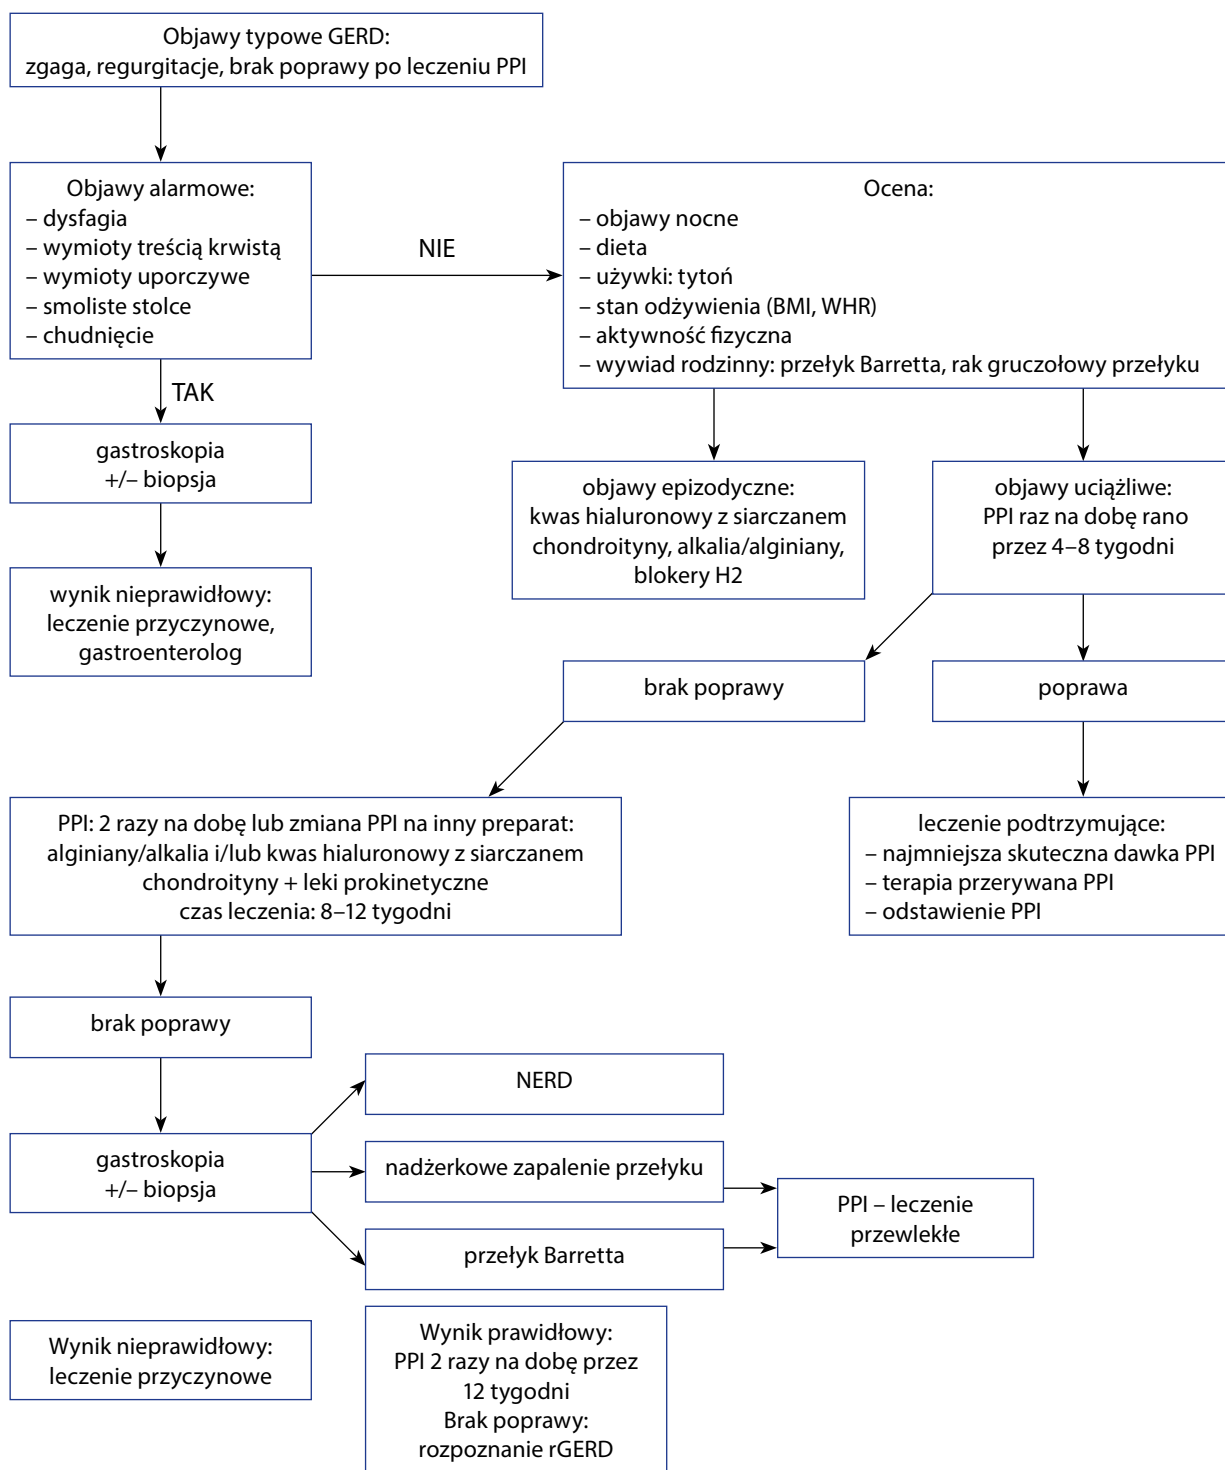 Objawy typowe GERD:
zgaga, regurgitacje, brak poprawy po leczeniu PPI
Objawy alarmowe:
– dysfagia
– wymioty treścią krwistą
– wymioty uporczywe
– smoliste stolce
– chudnięcie
NIE
Ocena:
– objawy nocne
– dieta
– używki: tytoń
– stan odżywienia (BMI, WHR)
– aktywność fizyczna
– wywiad rodzinny: przełyk Barretta, rak gruczołowy przełyku
TAK
gastroskopia
+/– biopsja
wynik nieprawidłowy:
leczenie przyczynowe,
gastroenterolog
objawy epizodyczne:
kwas hialuronowy z siarczanem
chondroityny, alkalia/alginiany,
blokery H2
objawy uciążliwe:
PPI raz na dobę rano
przez 4–8 tygodni
brak poprawy
poprawa
PPI: 2 razy na dobę lub zmiana PPI na inny preparat:
alginiany/alkalia i/lub kwas hialuronowy z siarczanem
chondroityny + leki prokinetyczne
czas leczenia: 8–12 tygodni
leczenie podtrzymujące:
– najmniejsza skuteczna dawka PPI
– terapia przerywana PPI
– odstawienie PPI
brak poprawy
gastroskopia
+/– biopsja
NERD
nadżerkowe zapalenie przełyku
przełyk Barretta
PPI – leczenie
przewlekłe
Wynik nieprawidłowy:
leczenie przyczynowe
Wynik prawidłowy:
PPI 2 razy na dobę przez
12 tygodni
Brak poprawy:
rozpoznanie rGERD